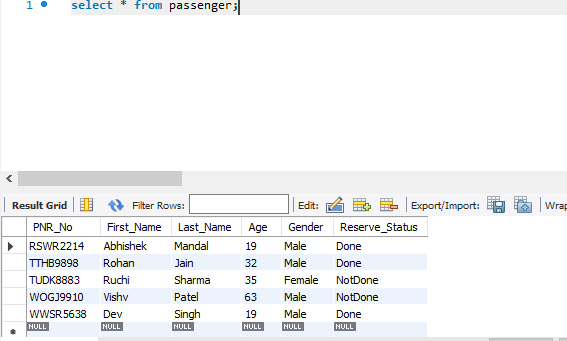 1 select * from passenger;
Result Grid Filter Rows: Edit: Export/Import: Wrap
PNR_No First_Name Last_Name Age Gender Reserve_Status
RSWR2214 Abhishek Mandal 19 Male Done
TTHB9898 Rohan Jain 32 Male Done
TUDK8883 Ruchi Sharma 35 Female NotDone
WOGJ9910 Vishv Patel 63 Male NotDone
WWSR5638 Dev Singh 19 Male Done
NULL NULL NULL NULL NULL NULL